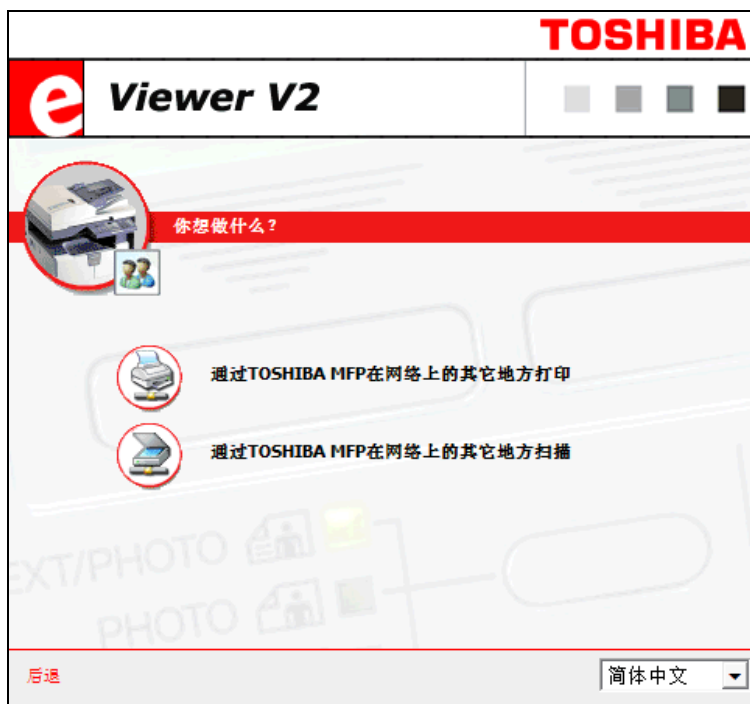 TOSHIBA
e Viewer V2
你想做什么？
通过TOSHIBA MFP在网络上的其它地方打印
通过TOSHIBA MFP在网络上的其它地方扫描
EXT/PHOTO
PHOTO
后退
简体中文